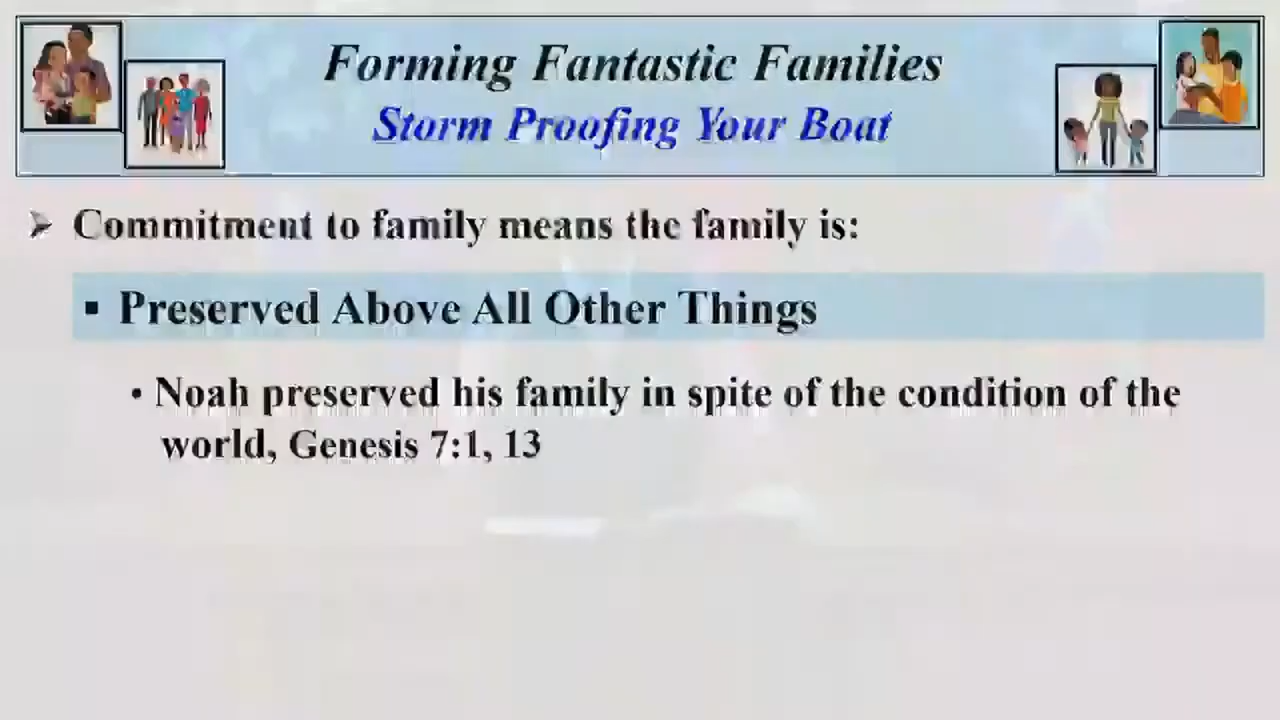 Forming Fantastic Families
Storm Proofing Your Boat
➢ Commitment to family means the family is:
▪ Preserved Above All Other Things
• Noah preserved his family in spite of the condition of the
world, Genesis 7:1, 13